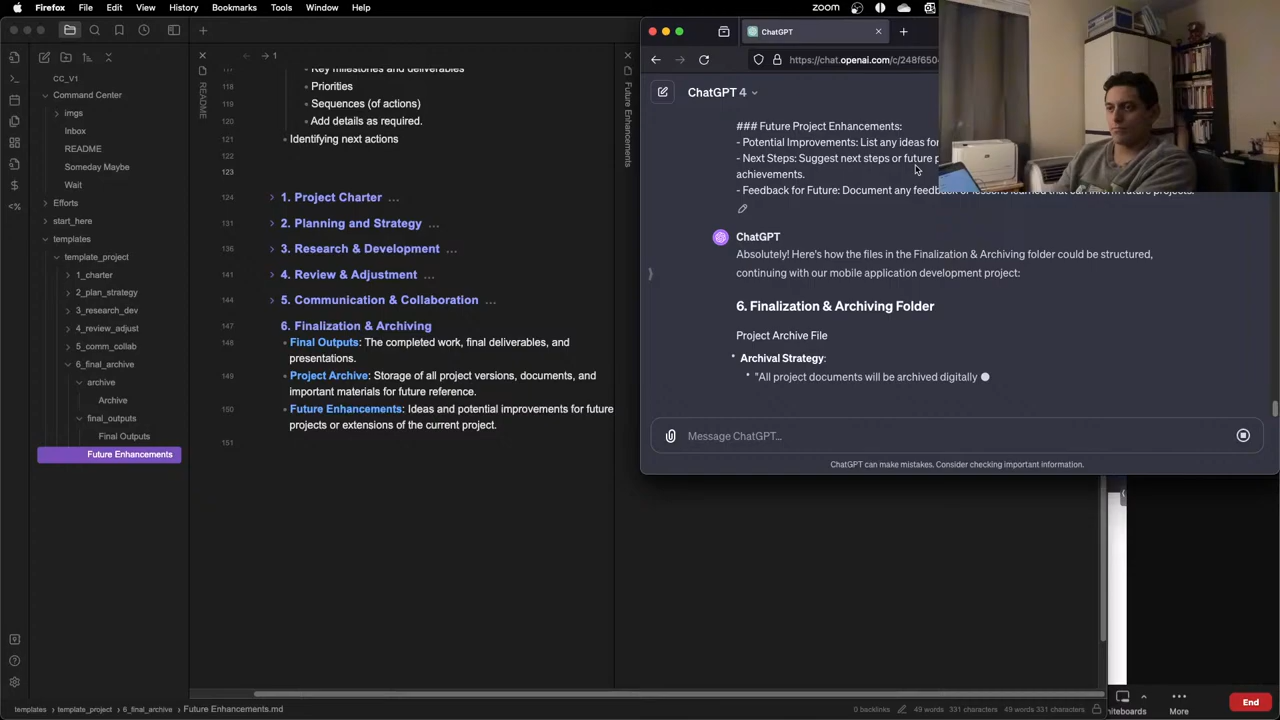 Firefox File Edit View History Bookmarks Tools Window Help
zoom
CC_V1
Command Center
imgs
Inbox
README
Someday Maybe
Wait
Efforts
start_here
templates
template_project
1_charter
2_plan_strategy
3_research_dev
4_review_adjust
5_comm_collab
6_final_archive
archive
Archive
final_outputs
Final Outputs
Future Enhancements
1
README
117 Key milestones and deliverables
118 Priorities
119 Sequences (of actions)
120 Add details as required.
121 Identifying next actions
122
123
124 1. Project Charter ...
131 2. Planning and Strategy ...
136 3. Research & Development ...
141 4. Review & Adjustment ...
144 5. Communication & Collaboration ...
147 6. Finalization & Archiving
148 Final Outputs: The completed work, final deliverables, and
presentations.
149 Project Archive: Storage of all project versions, documents, and
important materials for future reference.
150 Future Enhancements: Ideas and potential improvements for future
projects or extensions of the current project.
151
Future Enhancements
ChatGPT
https://chat.openai.com/c/248f650
ChatGPT 4
### Future Project Enhancements:
- Potential Improvements: List any ideas for
- Next Steps: Suggest next steps or future p
achievements.
- Feedback for Future: Document any feedback or lessons learned that can inform future projects.
ChatGPT
Absolutely! Here's how the files in the Finalization & Archiving folder could be structured,
continuing with our mobile application development project:
6. Finalization & Archiving Folder
Project Archive File
Archival Strategy:
"All project documents will be archived digitally
Message ChatGPT...
ChatGPT can make mistakes. Consider checking important information.
templates > template_project > 6_final_archive > Future Enhancements.md
0 backlinks 49 words 331 characters 49 words 331 characters
hiteboards
More
End